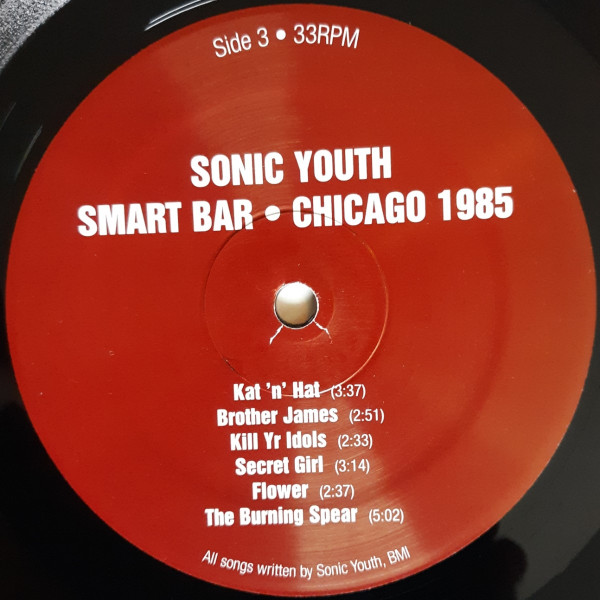 Side 3 • 33RPM
SONIC YOUTH
SMART BAR • CHICAGO 1985
Kat 'n' Hat (3:37)
Brother James (2:51)
Kill Yr Idols (2:33)
Secret Girl (3:14)
Flower (2:37)
The Burning Spear (5:02)
All songs written by Sonic Youth, BMI